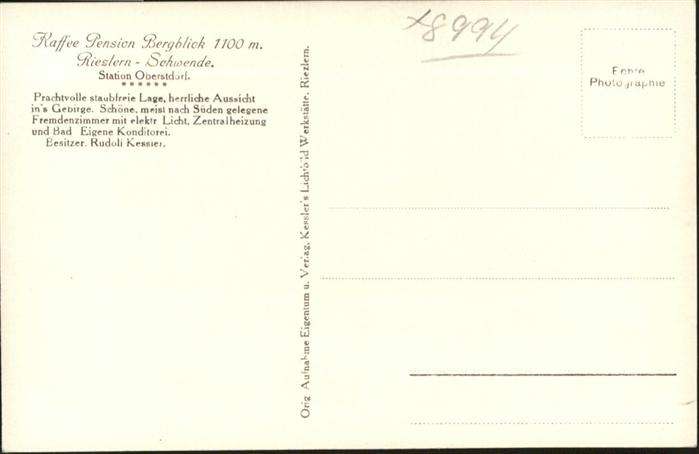 Kaffee Pension Bergblick 1100 m.
Riezlern - Schwende.
Station Oberstdorf.
Prachtvolle staubfreie Lage, herrliche Aussicht
in's Gebirge. Schöne, meist nach Süden gelegene
Fremdenzimmer mit elektr Licht, Zentralheizung
und Bad Eigene Konditorei.
Besitzer. Rudolf Kessler.
Orig Aufnahme Eigentum u. Verlag, Kessler's Lichtbild Werkstätte, Riezlern.
x8994
Echte
Photographie